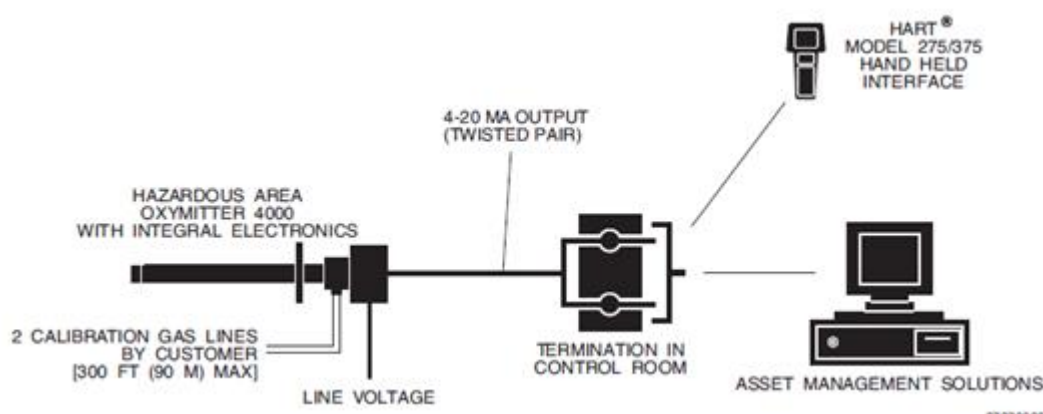 HART®
MODEL 275/375
HAND HELD
INTERFACE
4-20 MA OUTPUT
(TWISTED PAIR)
HAZARDOUS AREA
OXYMITTER 4000
WITH INTEGRAL ELECTRONICS
2 CALIBRATION GAS LINES
BY CUSTOMER
[300 FT (90 M) MAX]
LINE VOLTAGE
TERMINATION IN
CONTROL ROOM
ASSET MANAGEMENT SOLUTIONS